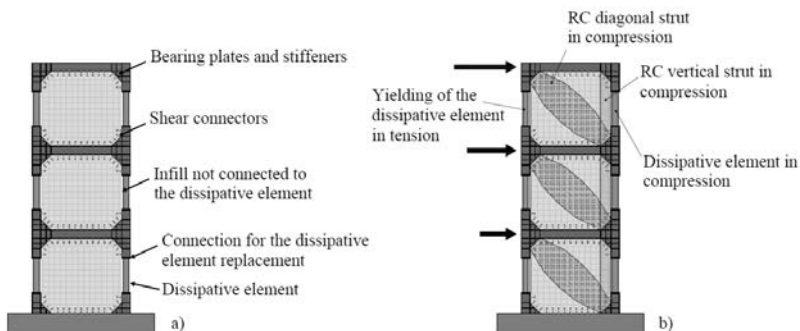 Bearing plates and stiffeners
Shear connectors
Infill not connected to
the dissipative element
Connection for the dissipative
element replacement
Dissipative element
a)
RC diagonal strut
in compression
RC vertical strut in
compression
Yielding of the
dissipative element
in tension
Dissipative element in
compression
b)